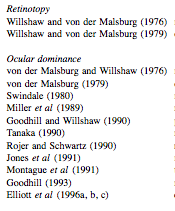 Retinotopy
Willshaw and von der Malsburg (1976)
Willshaw and von der Malsburg (1979)
Ocular dominance
von der Malsburg and Willshaw (1976)
von der Malsburg (1979)
Swindale (1980)
Miller et al (1989)
Goodhill and Willshaw (1990)
Tanaka (1990)
Rojer and Schwartz (1990)
Jones et al (1991)
Montague et al (1991)
Goodhill (1993)
Elliott et al (1996a, b, c)